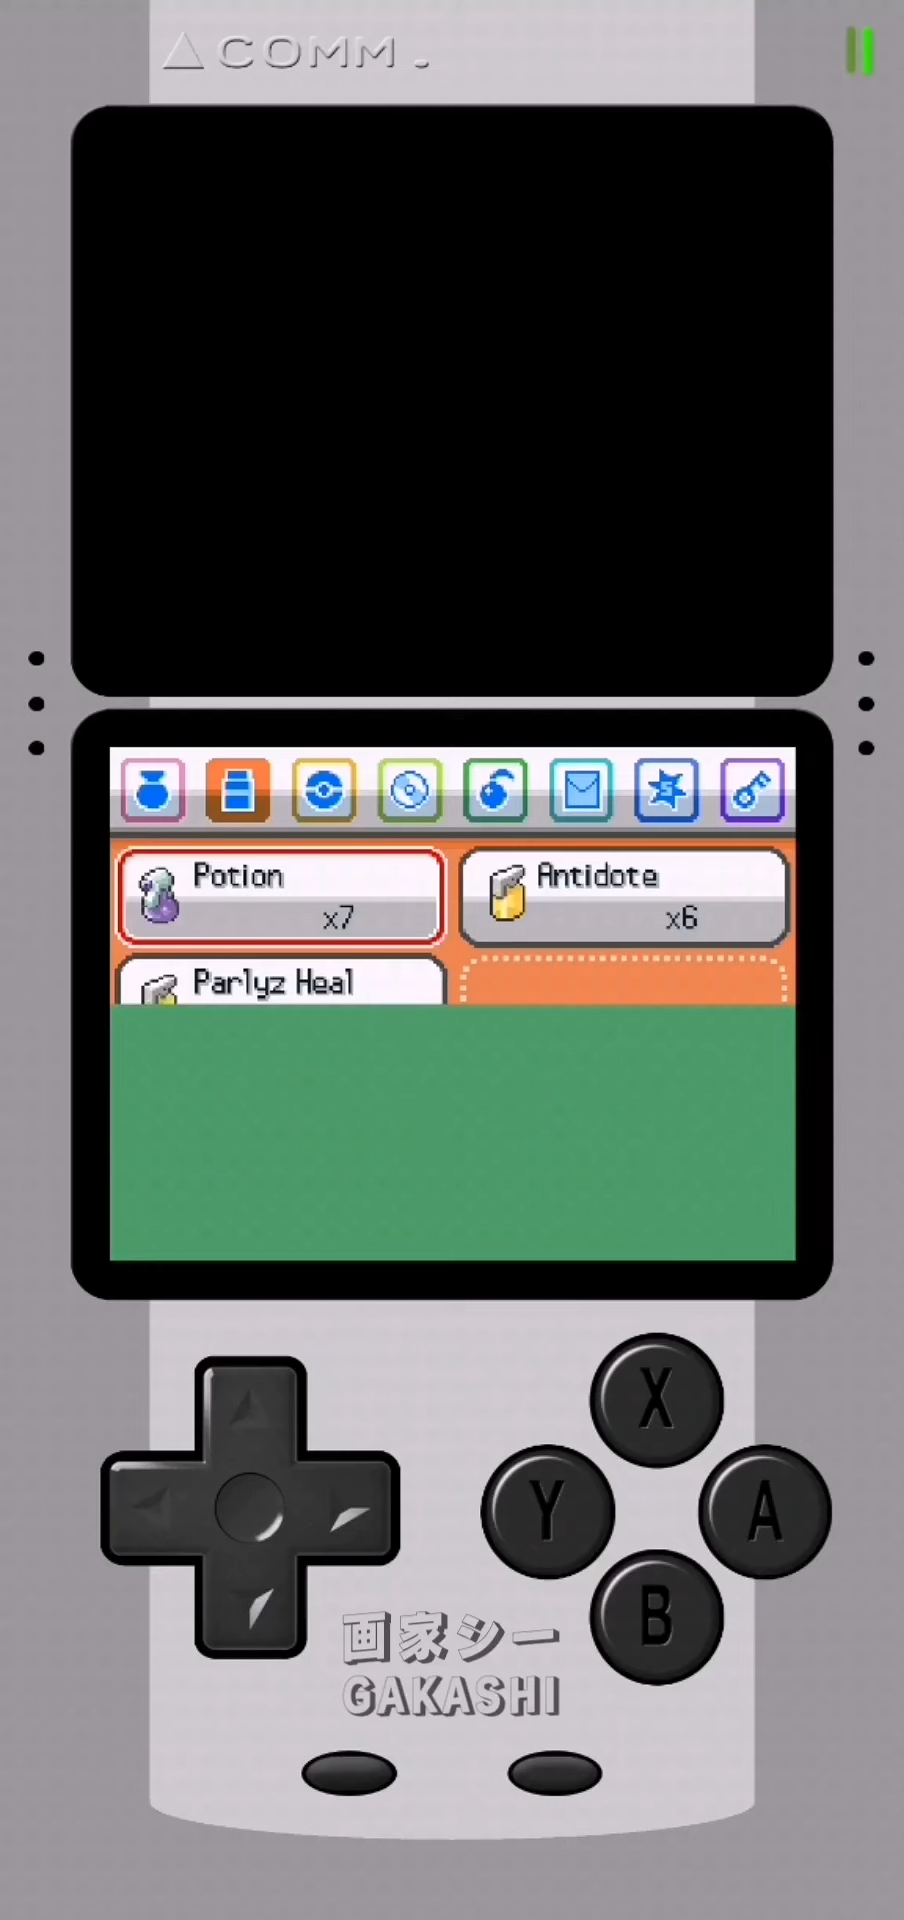 △COMM.
Potion
x7
Antidote
x6
Parlyz Heal
X
Y
A
B
画家シー
GAKASHI